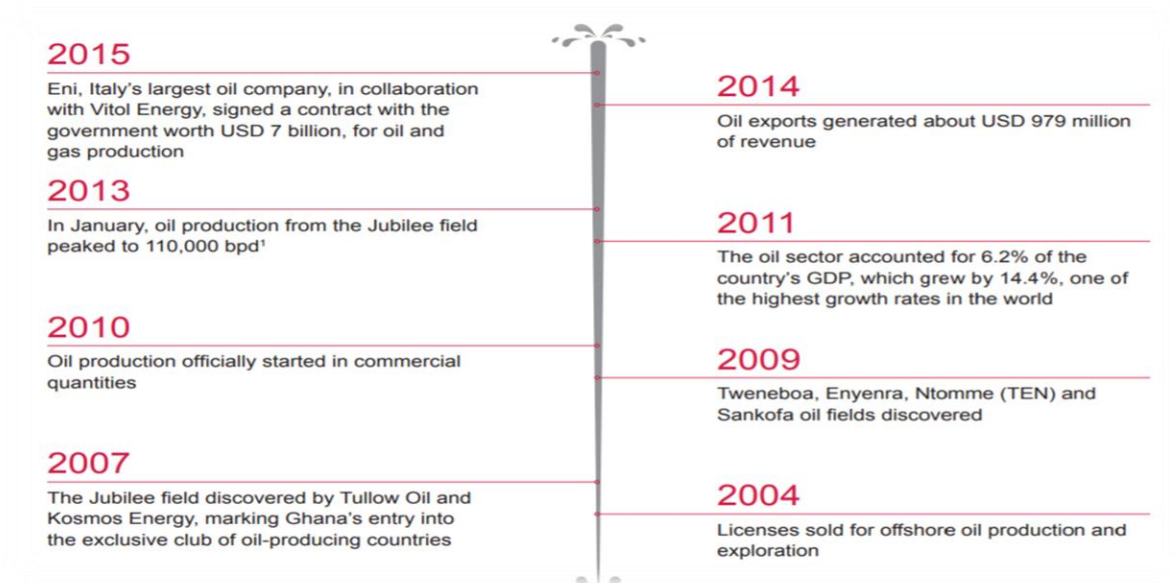 2015
Eni, Italy's largest oil company, in collaboration
with Vitol Energy, signed a contract with the
government worth USD 7 billion, for oil and
gas production
2014
Oil exports generated about USD 979 million
of revenue
2013
In January, oil production from the Jubilee field
peaked to 110,000 bpd¹
2011
The oil sector accounted for 6.2% of the
country's GDP, which grew by 14.4%, one of
the highest growth rates in the world
2010
Oil production officially started in commercial
quantities
2009
Tweneboa, Enyenra, Ntomme (TEN) and
Sankofa oil fields discovered
2007
The Jubilee field discovered by Tullow Oil and
Kosmos Energy, marking Ghana's entry into
the exclusive club of oil-producing countries
2004
Licenses sold for offshore oil production and
exploration